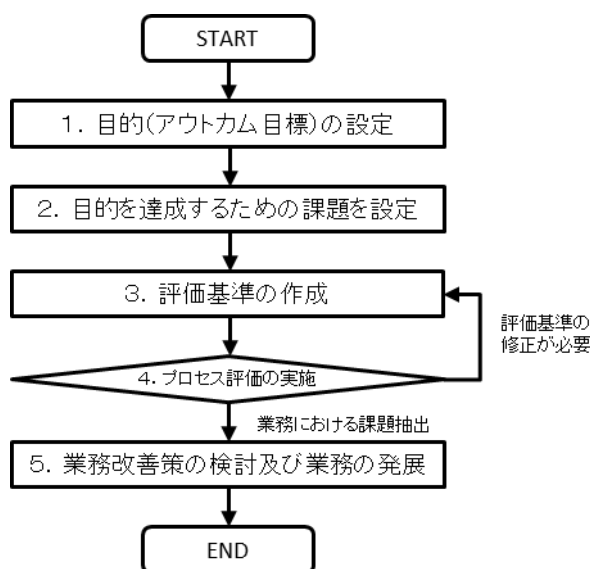 START
1. 目的(アウトカム目標)の設定
2. 目的を達成するための課題を設定
3. 評価基準の作成
評価基準の
修正が必要
4. プロセス評価の実施
業務における課題抽出
5. 業務改善策の検討及び業務の発展
END